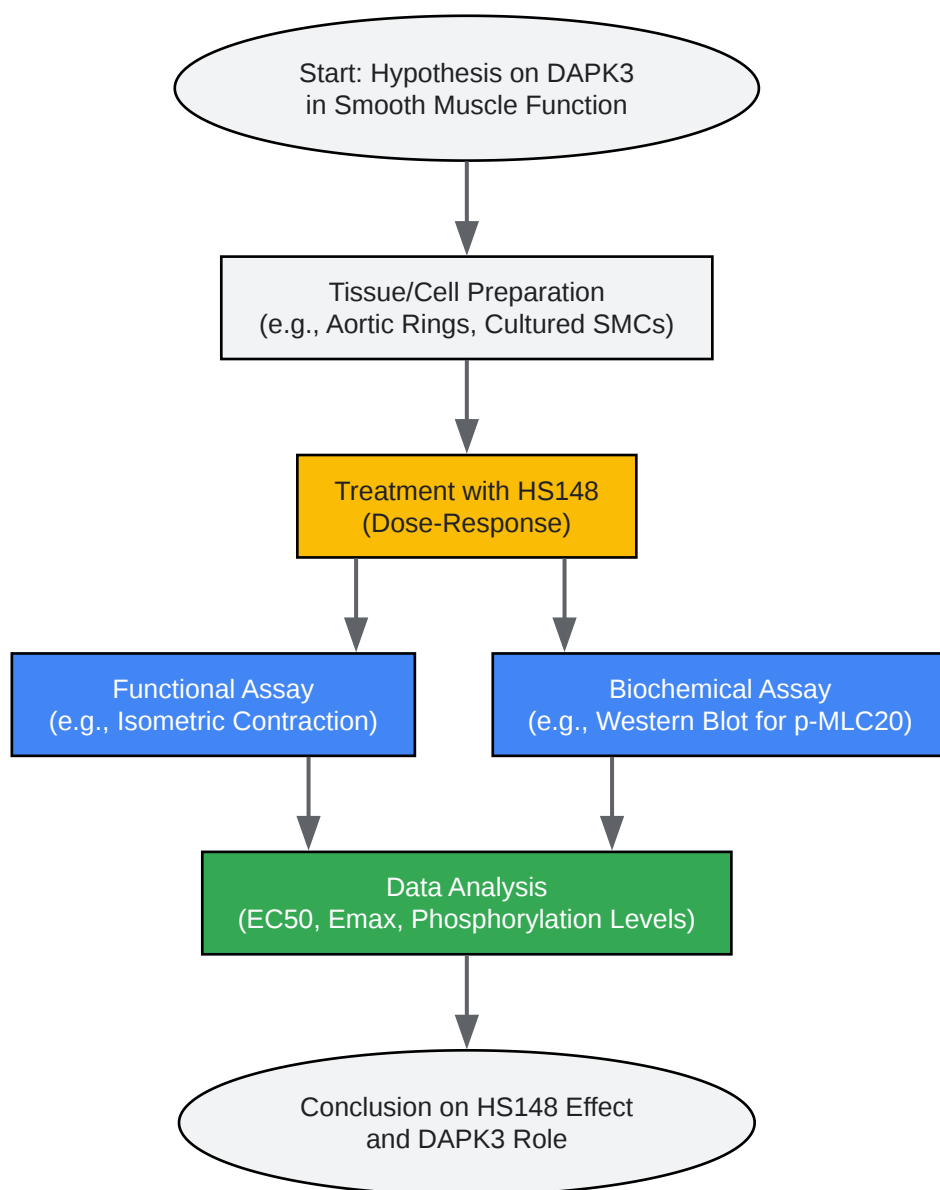 Start: Hypothesis on DAPK3
in Smooth Muscle Function
Tissue/Cell Preparation
(e.g., Aortic Rings, Cultured SMCs)
Treatment with HS148
(Dose-Response)
Functional Assay
(e.g., Isometric Contraction)
Biochemical Assay
(e.g., Western Blot for p-MLC20)
Data Analysis
(EC50, Emax, Phosphorylation Levels)
Conclusion on HS148 Effect
and DAPK3 Role